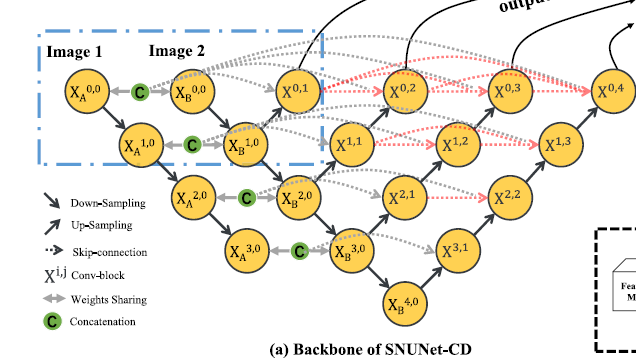 output
Image 1 Image 2
X_A^0,0 C X_B^0,0 X^0,1 X^0,2 X^0,3 X^0,4
X_A^1,0 C X_B^1,0 X^1,1 X^1,2 X^1,3
X_A^2,0 C X_B^2,0 X^2,1 X^2,2
X_A^3,0 C X_B^3,0 X^3,1
X_B^4,0
Down-Sampling
Up-Sampling
Skip-connection
X^i,j Conv-block
Weights Sharing
C Concatenation
(a) Backbone of SNUNet-CD